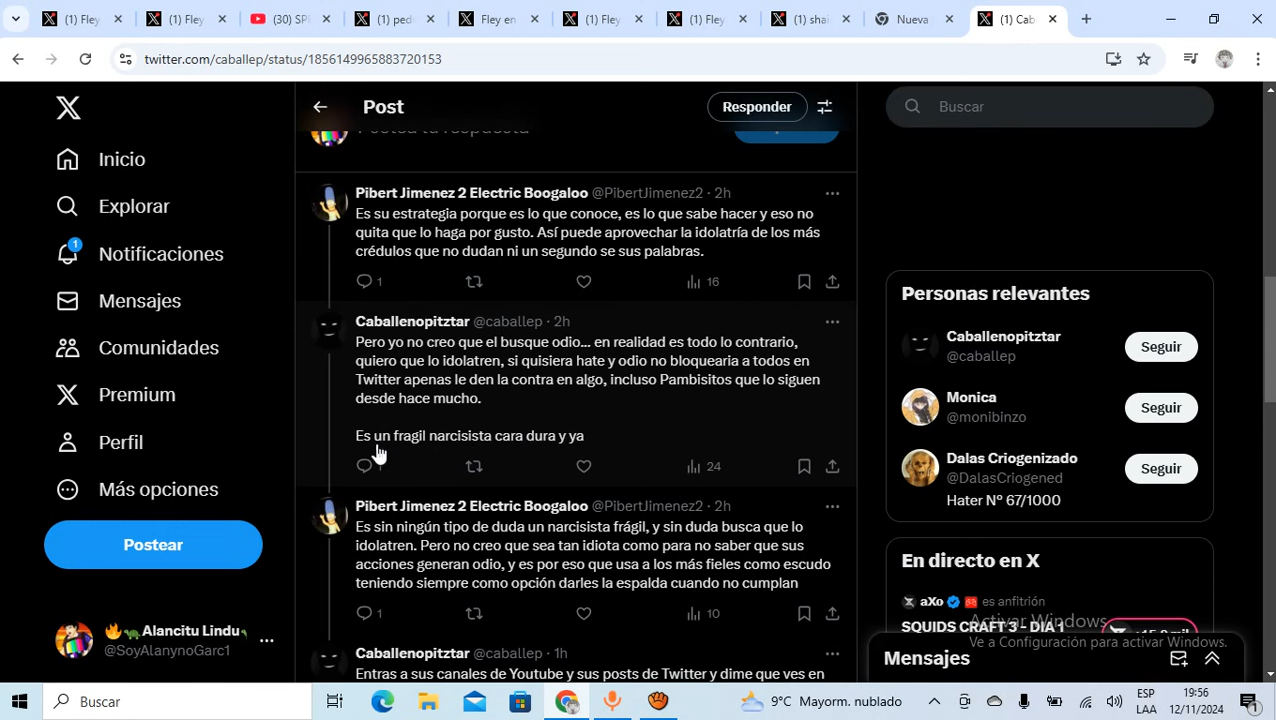 (1) Fley
(1) Fley
(30) SPI
(1) ped
Fley en
(1) Fley
(1) Fley
(1) sha
Nueva
(1) Cab
twitter.com/caballep/status/1856149965883720153
Post
Responder
Buscar
Inicio
Explorar
1
Notificaciones
Mensajes
Comunidades
Premium
Perfil
Más opciones
Postear
🔥🐢Alancitu Lindu
@SoyAlanynoGarc1
Pibert Jimenez 2 Electric Boogaloo @PibertJimenez2 · 2h
Es su estrategia porque es lo que conoce, es lo que sabe hacer y eso no
quita que lo haga por gusto. Así puede aprovechar la idolatría de los más
crédulos que no dudan ni un segundo se sus palabras.
1 16
Caballenopitztar @caballep · 2h
Pero yo no creo que el busque odio... en realidad es todo lo contrario,
quiero que lo idolatren, si quisiera hate y odio no bloquearia a todos en
Twitter apenas le den la contra en algo, incluso Pambisitos que lo siguen
desde hace mucho.
Es un fragil narcisista cara dura y ya
1 24
Pibert Jimenez 2 Electric Boogaloo @PibertJimenez2 · 2h
Es sin ningún tipo de duda un narcisista frágil, y sin duda busca que lo
idolatren. Pero no creo que sea tan idiota como para no saber que sus
acciones generan odio, y es por eso que usa a los más fieles como escudo
teniendo siempre como opción darles la espalda cuando no cumplan
1 10
Caballenopitztar @caballep · 1h
Entras a sus canales de Youtube y sus posts de Twitter y dime que ves en
Personas relevantes
Caballenopitztar
@caballep
Seguir
Monica
@monibinzo
Seguir
Dalas Criogenizado
@DalasCriogened
Seguir
Hater N° 67/1000
En directo en X
aXo es anfitrión
SQUIDS CRAFT 3 - DIA 1
Activar Windows
Ve a Configuración para activar Windows.
Mensajes
Buscar
9°C Mayorm. nublado
ESP
LAA
19:56
12/11/2024
1